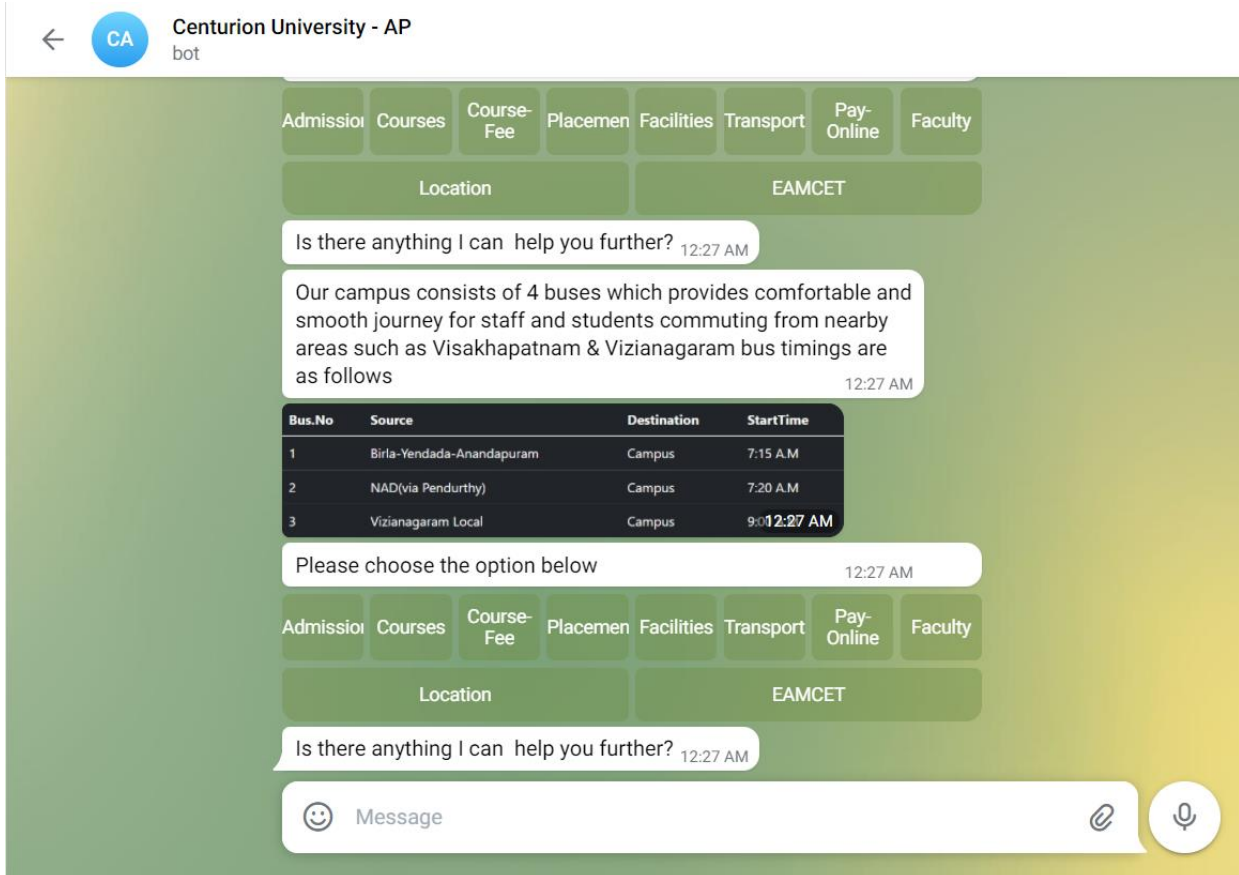 CA
Centurion University - AP
bot
Admission Courses Course- Placemen Facilities Transport Pay- Faculty
Fee Online
Location EAMCET
Is there anything I can  help you further? 12:27 AM
Our campus consists of 4 buses which provides comfortable and
smooth journey for staff and students commuting from nearby
areas such as Visakhapatnam & Vizianagaram bus timings are
as follows 12:27 AM
Bus.No Source Destination StartTime
1 Birla-Yendada-Anandapuram Campus 7:15 A.M
2 NAD(via Pendurthy) Campus 7:20 A.M
3 Vizianagaram Local Campus 12:27 AM
Please choose the option below 12:27 AM
Admission Courses Course- Placemen Facilities Transport Pay- Faculty
Fee Online
Location EAMCET
Is there anything I can  help you further? 12:27 AM
Message